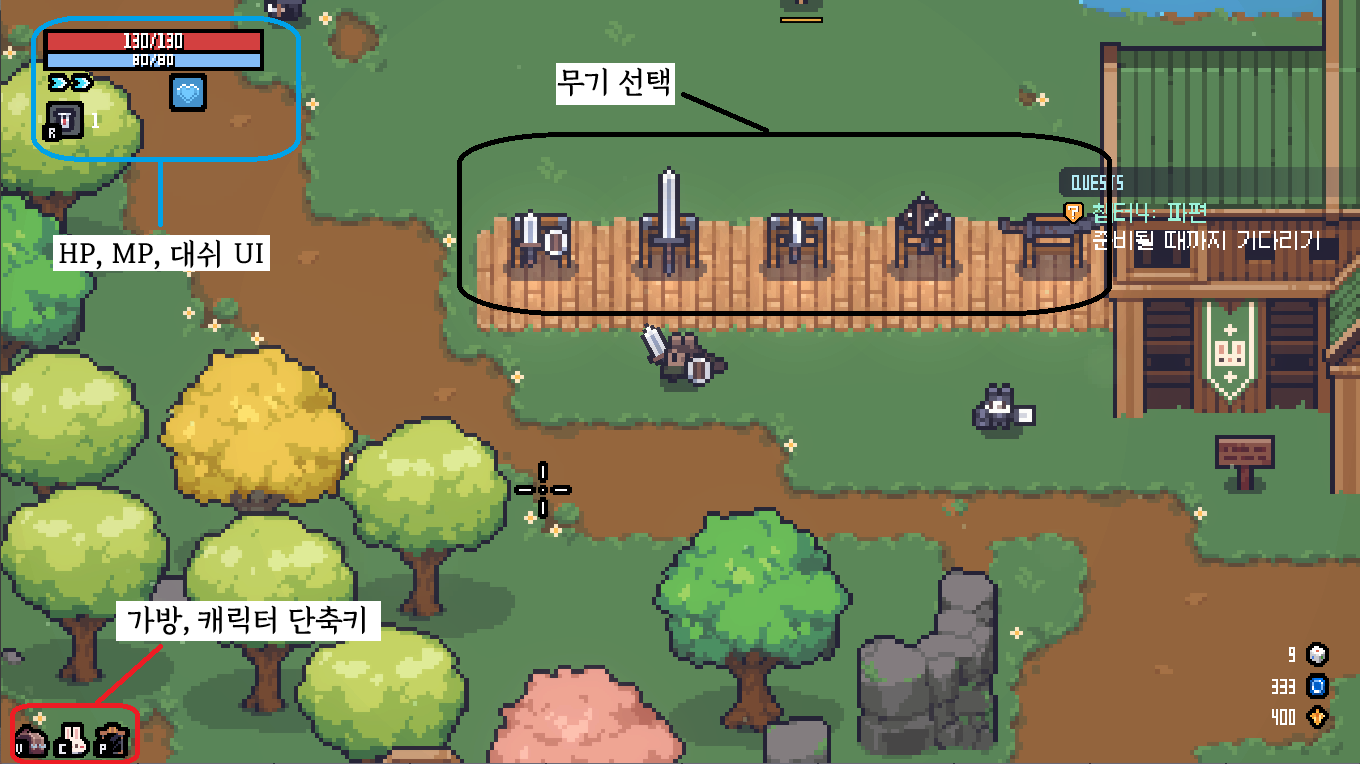 130/130
80/80
R
1
HP, MP, 대쉬 UI
무기 선택
QUESTS
챕터4: 파편
준비될 때까지 기다리기
가방, 캐릭터 단축키
V
C
P
9
333
400